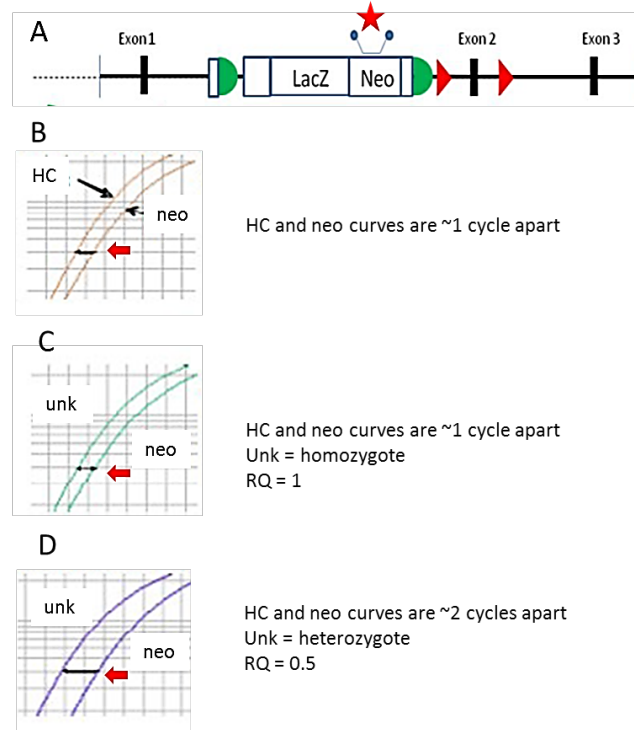 A
Exon 1
Exon 2
Exon 3
LacZ
Neo
B
HC
neo
HC and neo curves are ~1 cycle apart
C
unk
neo
HC and neo curves are ~1 cycle apart
Unk = homozygote
RQ = 1
D
unk
neo
HC and neo curves are ~2 cycles apart
Unk = heterozygote
RQ = 0.5